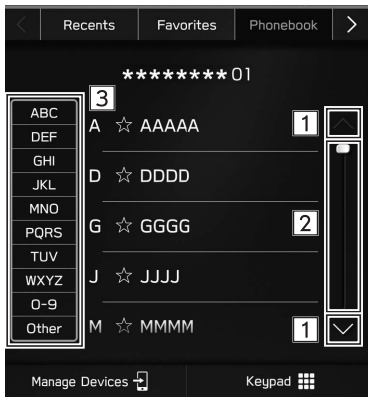 Recents Favorites Phonebook
********01
3
ABC
DEF
GHI
JKL
MNO
PQRS
TUV
WXYZ
0-9
Other
A ☆ AAAAA
D ☆ DDDD
G ☆ GGGG
J ☆ JJJJ
M ☆ MMMM
1
2
1
Manage Devices
Keypad